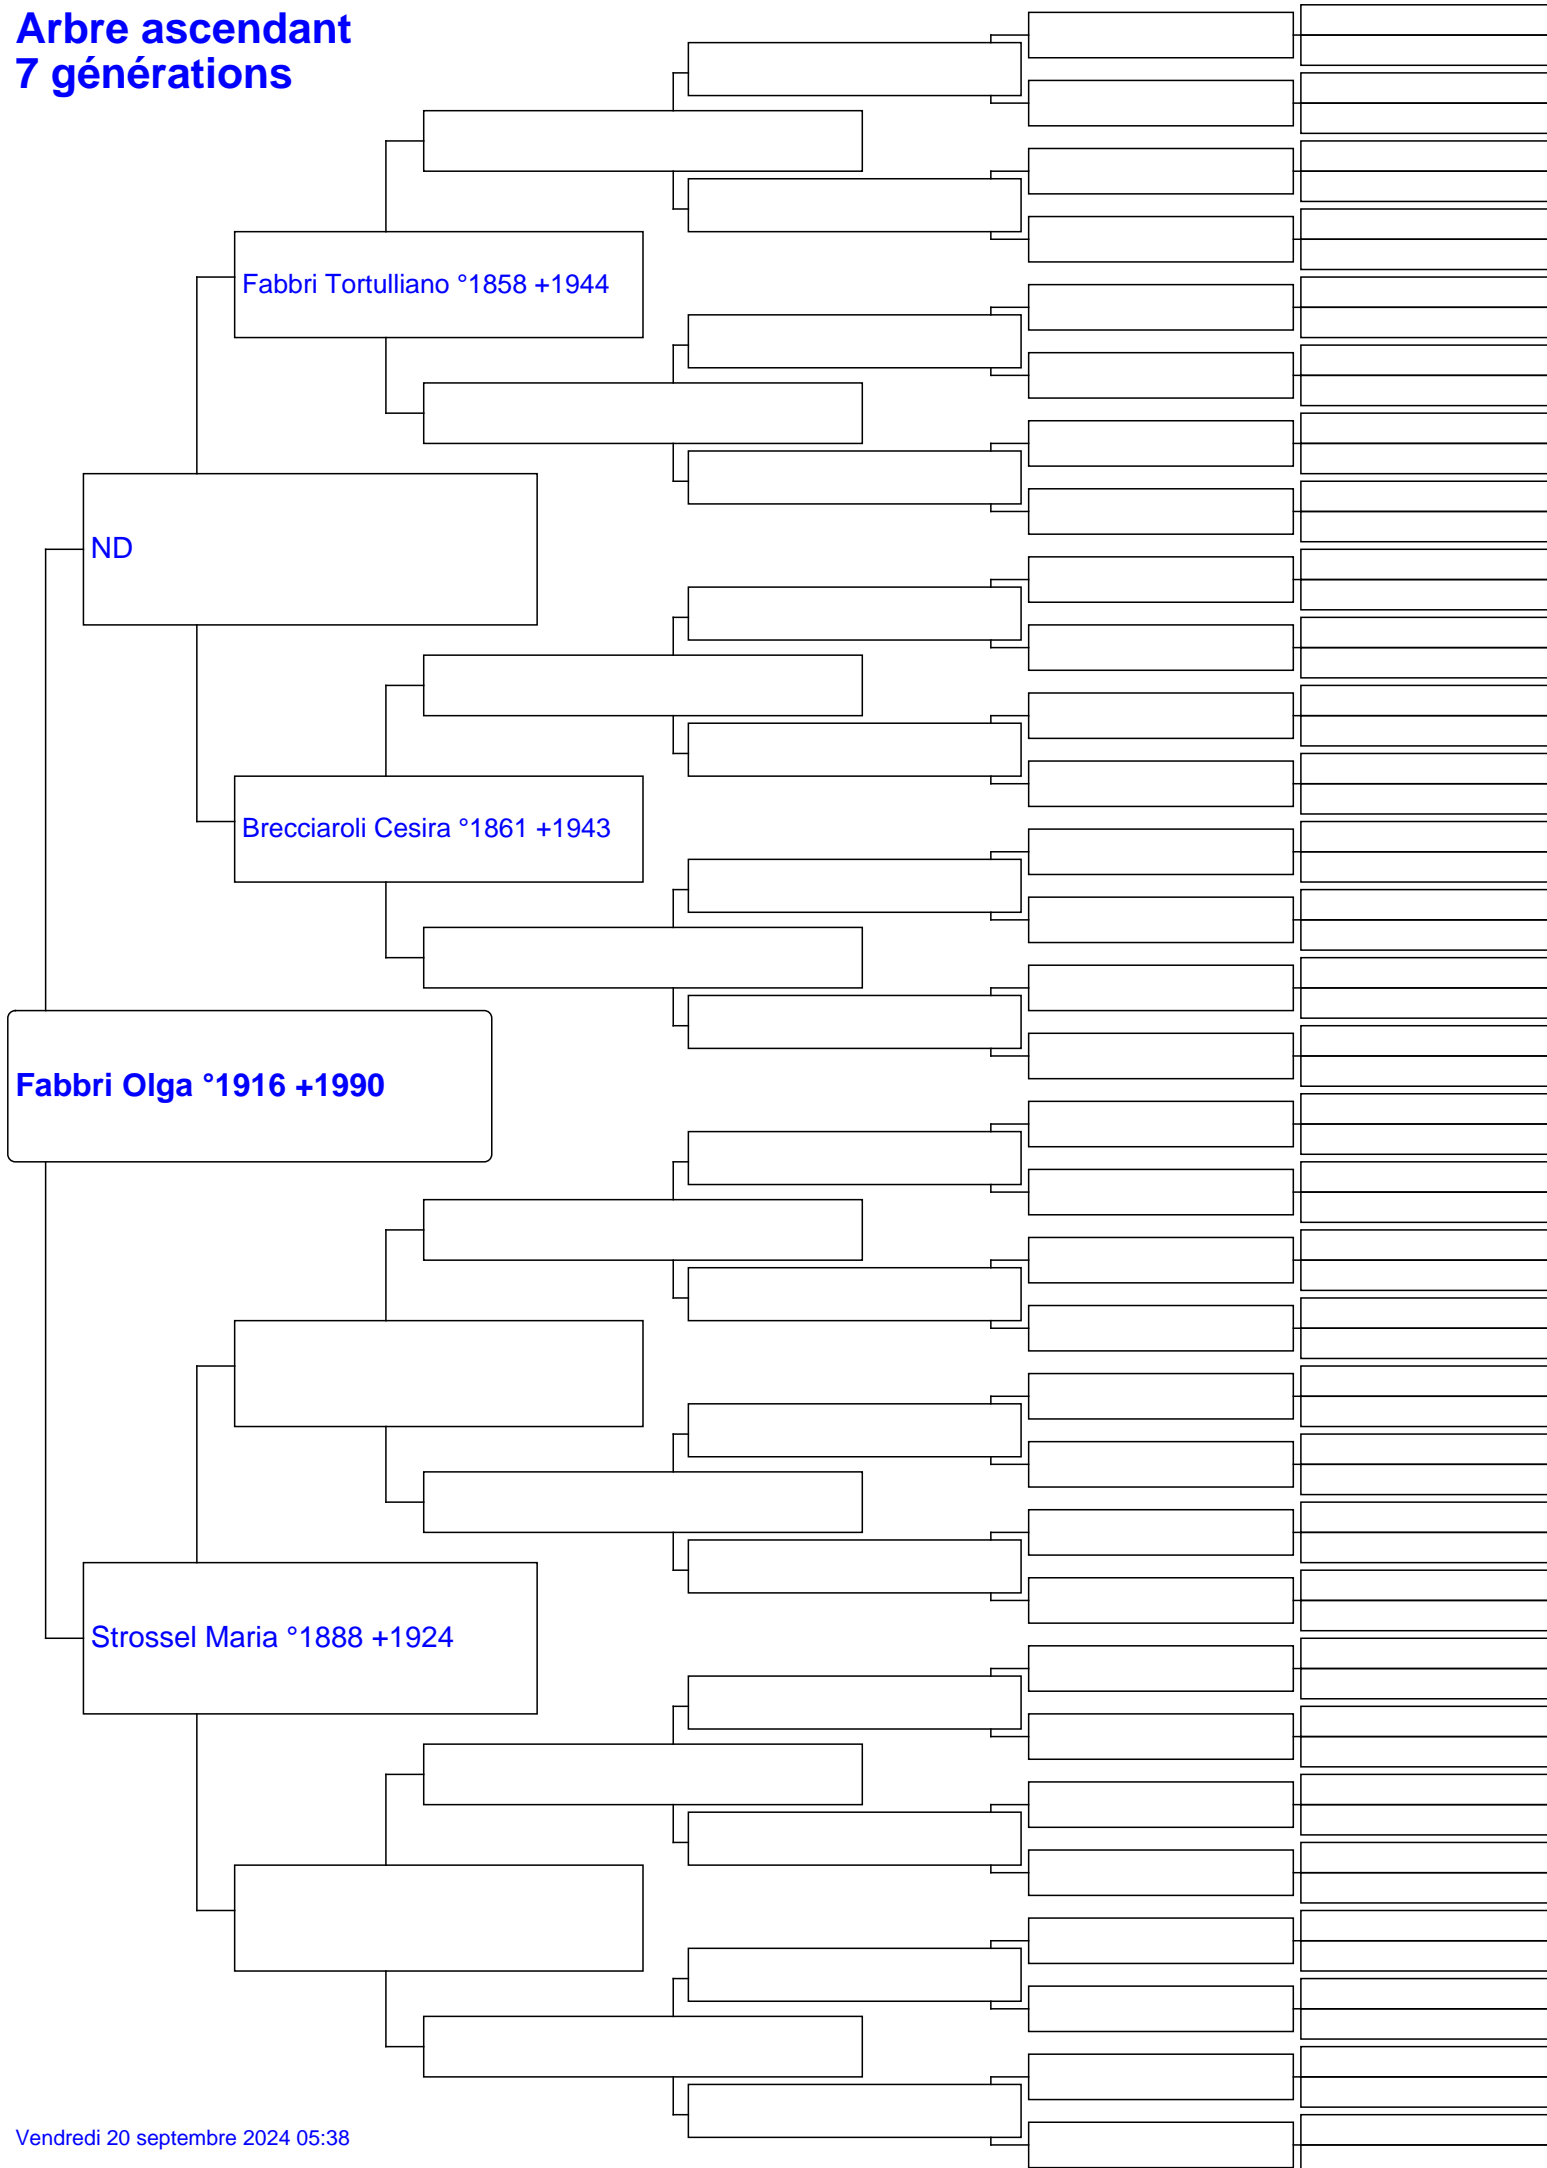 Arbre ascendant
7 générations
Fabbri Tortulliano °1858 +1944
ND
Brecciaroli Cesira °1861 +1943
Fabbri Olga °1916 +1990
Strossel Maria °1888 +1924
Vendredi 20 septembre 2024 05:38